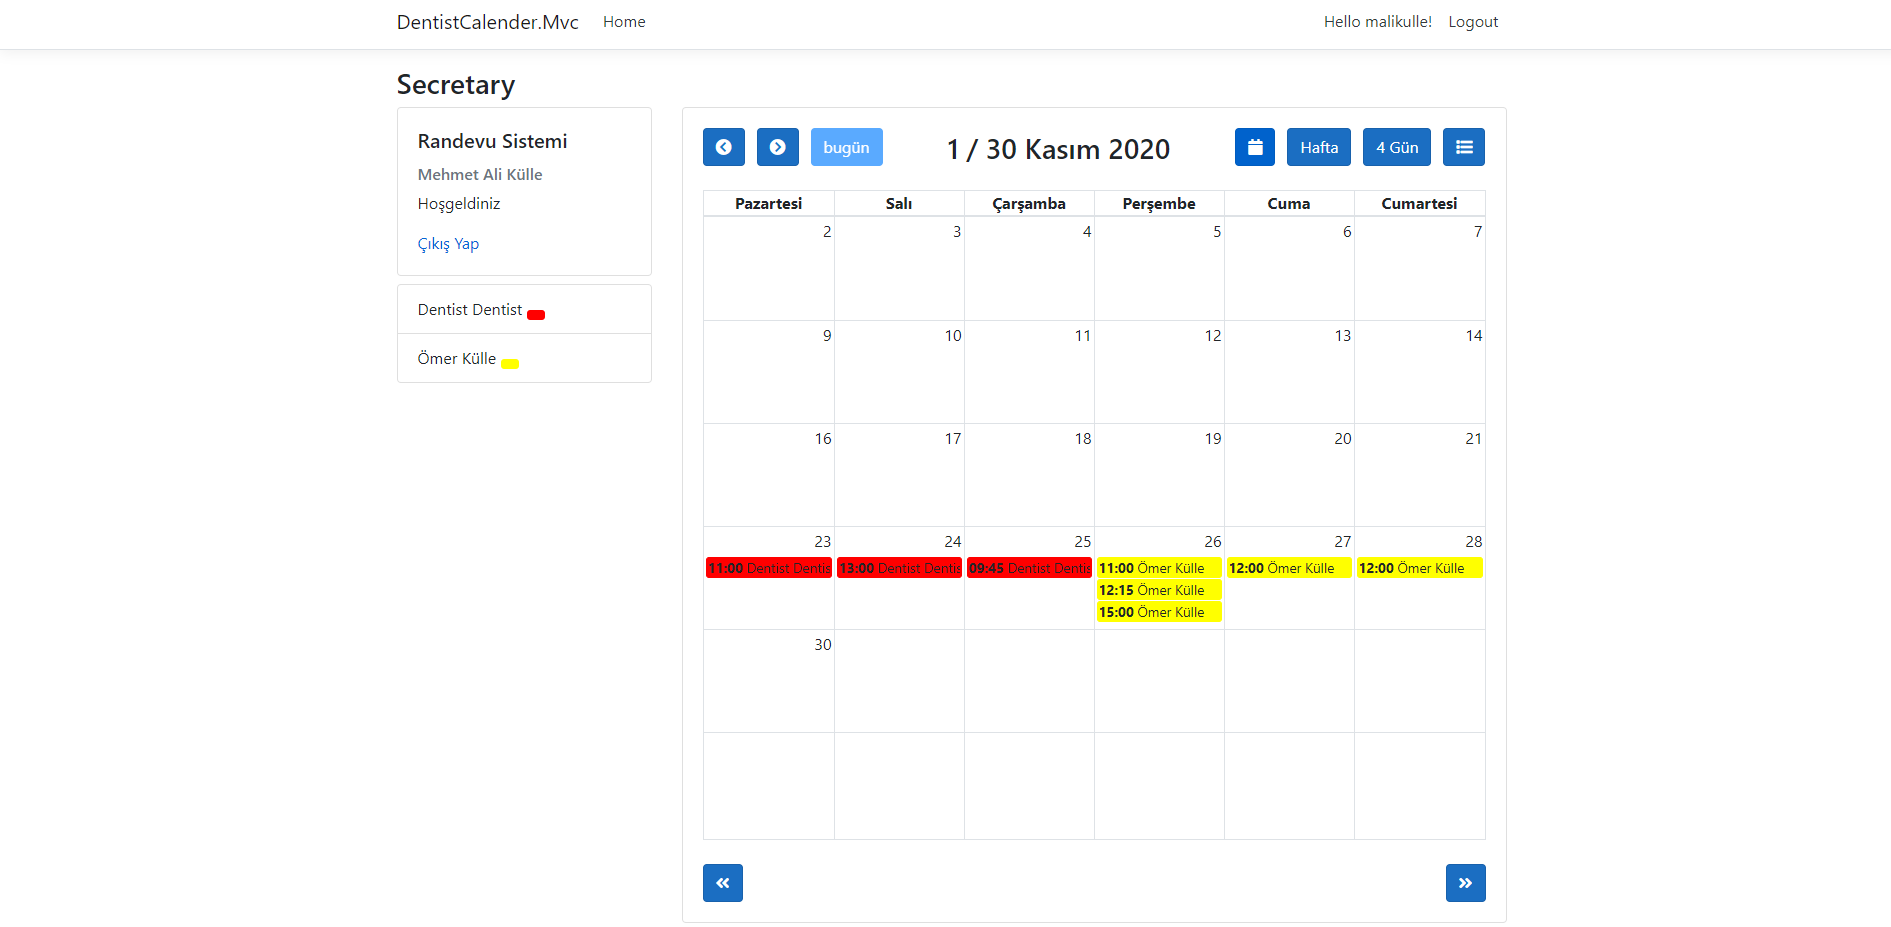 DentistCalender.Mvc Home Hello malikulle! Logout
Secretary
Randevu Sistemi
Mehmet Ali Külle
Hoşgeldiniz
Çıkış Yap
Dentist Dentist
Ömer Külle
bugün 1 / 30 Kasım 2020 Hafta 4 Gün
Pazartesi Salı Çarşamba Perşembe Cuma Cumartesi
2 3 4 5 6 7
9 10 11 12 13 14
16 17 18 19 20 21
23 24 25 26 27 28
11:00 Dentist Dentis 13:00 Dentist Dentis 09:45 Dentist Dentis 11:00 Ömer Külle 12:00 Ömer Külle 12:00 Ömer Külle
12:15 Ömer Külle
15:00 Ömer Külle
30